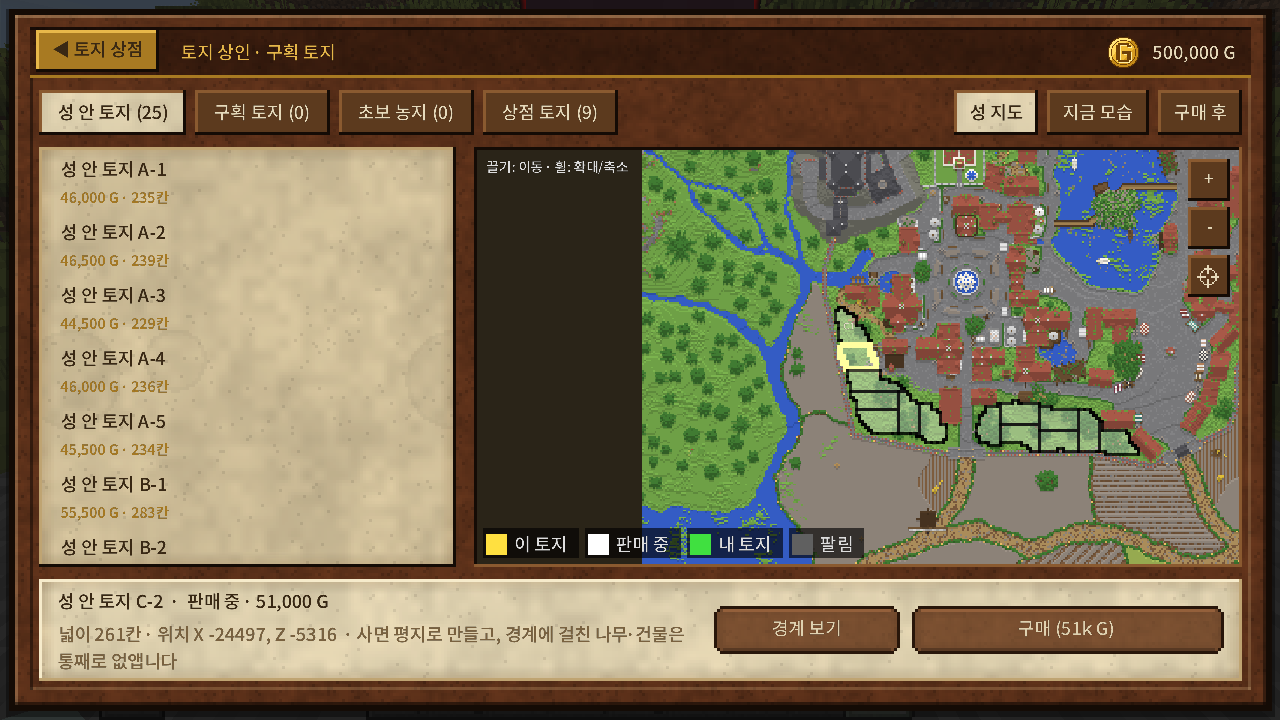 ◀ 토지 상점
토지 상인 · 구획 토지
500,000 G
성 안 토지 (25)
구획 토지 (0)
초보 농지 (0)
상점 토지 (9)
성 지도
지금 모습
구매 후
성 안 토지 A-1
46,000 G · 235칸
성 안 토지 A-2
46,500 G · 239칸
성 안 토지 A-3
44,500 G · 229칸
성 안 토지 A-4
46,000 G · 236칸
성 안 토지 A-5
45,500 G · 234칸
성 안 토지 B-1
55,500 G · 283칸
성 안 토지 B-2
끌기: 이동 · 휠: 확대/축소
+
-
이 토지
판매 중
내 토지
팔림
성 안 토지 C-2 · 판매 중 · 51,000 G
넓이 261칸 · 위치 X -24497, Z -5316 · 사면 평지로 만들고, 경계에 걸친 나무·건물은
통째로 없앱니다
경계 보기
구매 (51k G)